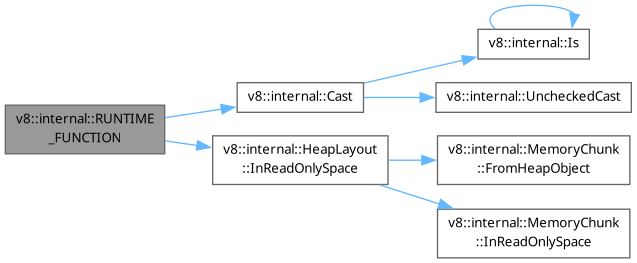 v8::internal::RUNTIME
_FUNCTION
v8::internal::Cast
v8::internal::Is
v8::internal::UncheckedCast
v8::internal::HeapLayout
::InReadOnlySpace
v8::internal::MemoryChunk
::FromHeapObject
v8::internal::MemoryChunk
::InReadOnlySpace